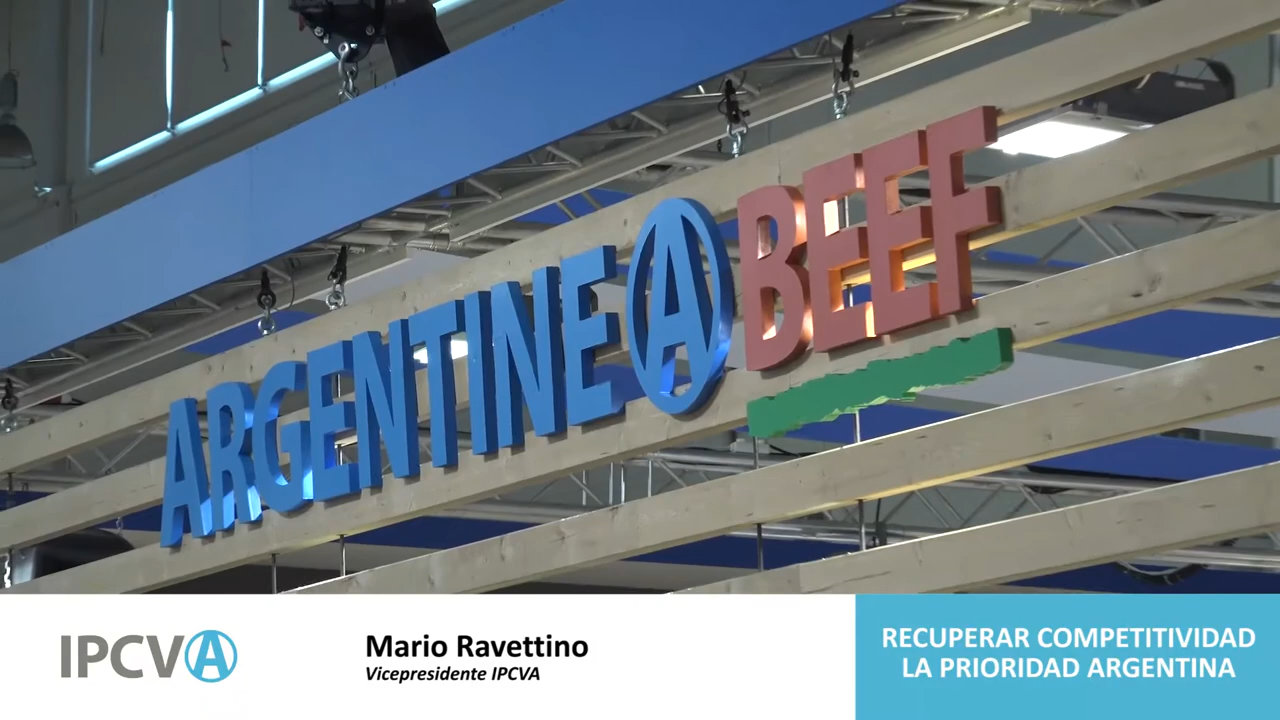 ARGENTINE A BEEF
IPCVA
Mario Ravettino
Vicepresidente IPCVA
RECUPERAR COMPETITIVIDAD
LA PRIORIDAD ARGENTINA